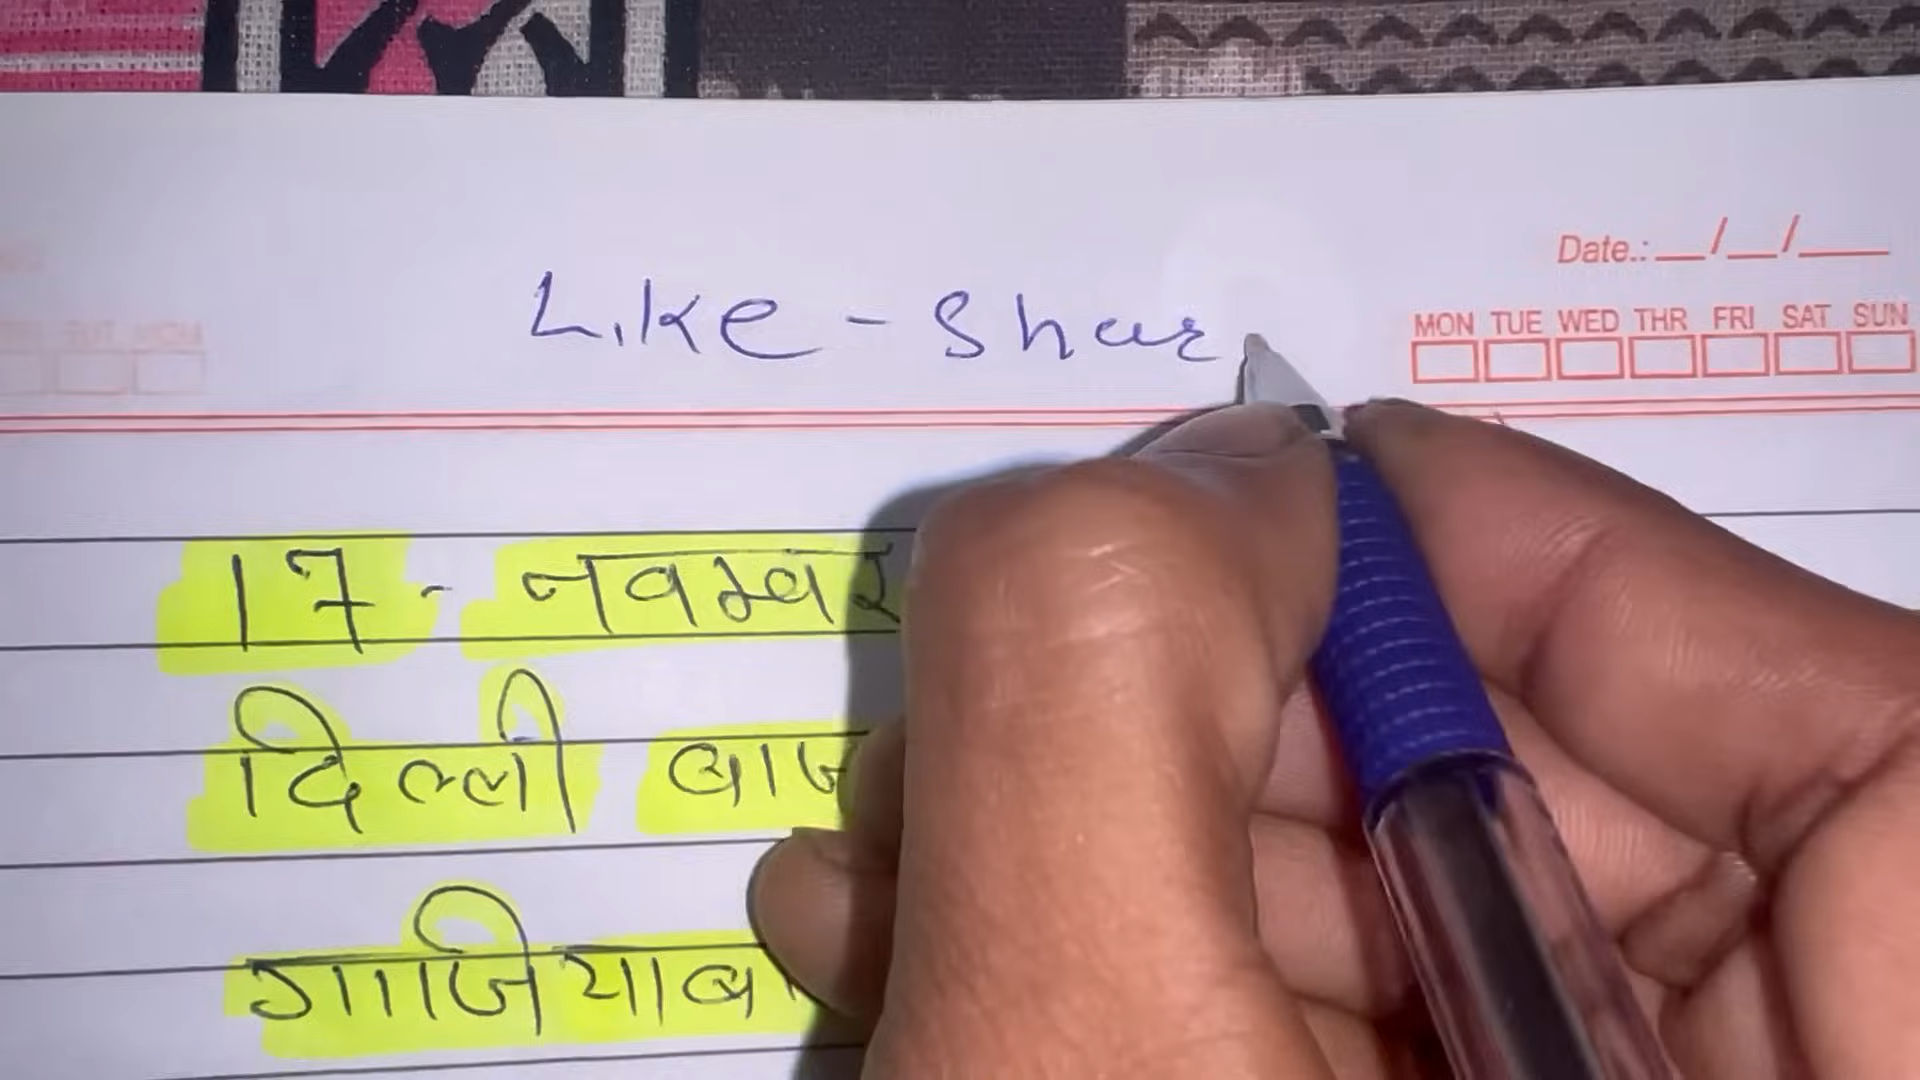 Date.:__/__/___
Like - Shar
MON TUE WED THR FRI SAT SUN
17 - नवम्बर
दिल्ली
गाजियाब